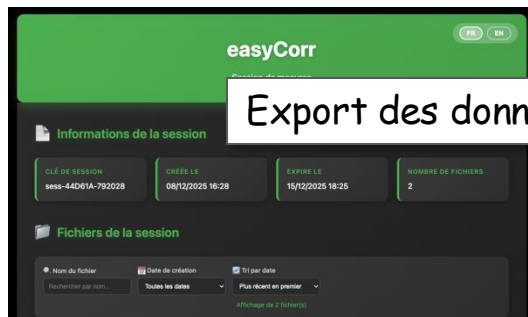 FR EN
easyCorr
Session de mesures
Export des donn
Informations de la session
CLÉ DE SESSION
sess-44D61A-792028
CRÉÉE LE
08/12/2025 16:28
EXPIRE LE
15/12/2025 18:25
NOMBRE DE FICHIERS
2
Fichiers de la session
Nom du fichier
Rechercher par nom...
Date de création
Toutes les dates
Tri par date
Plus récent en premier
Affichage de 2 fichier(s)